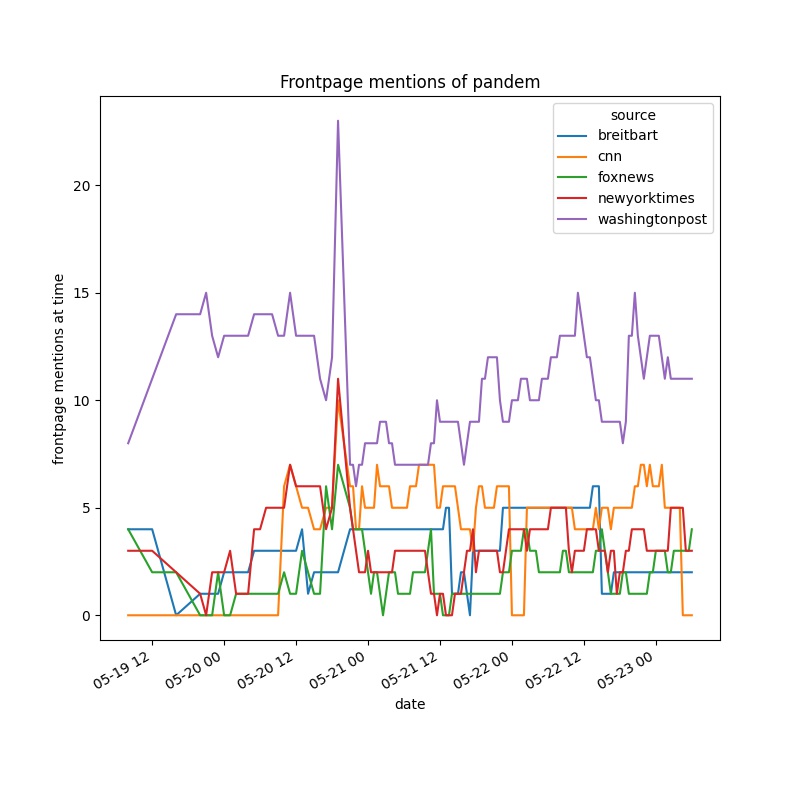 Frontpage mentions of pandem
source
breitbart
cnn
foxnews
newyorktimes
washingtonpost
frontpage mentions at time
20
15
10
5
0
05-19 12
05-20 00
05-20 12
05-21 00
05-21 12
05-22 00
05-22 12
05-23 00
date